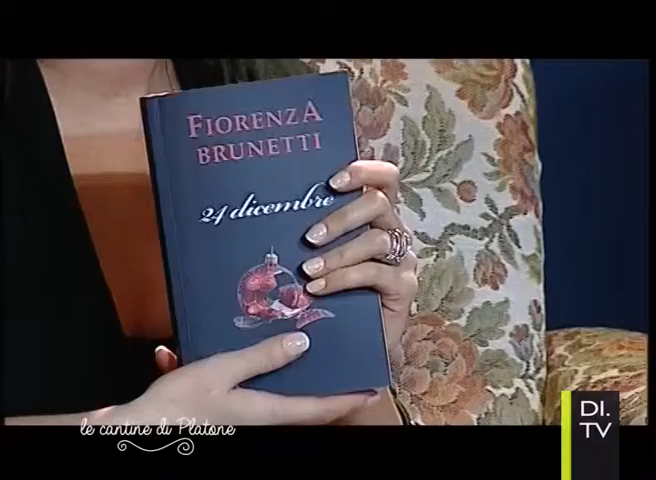 FIORENZA
BRUNETTI
24 dicembre
le cantine di Platone
DI.
TV